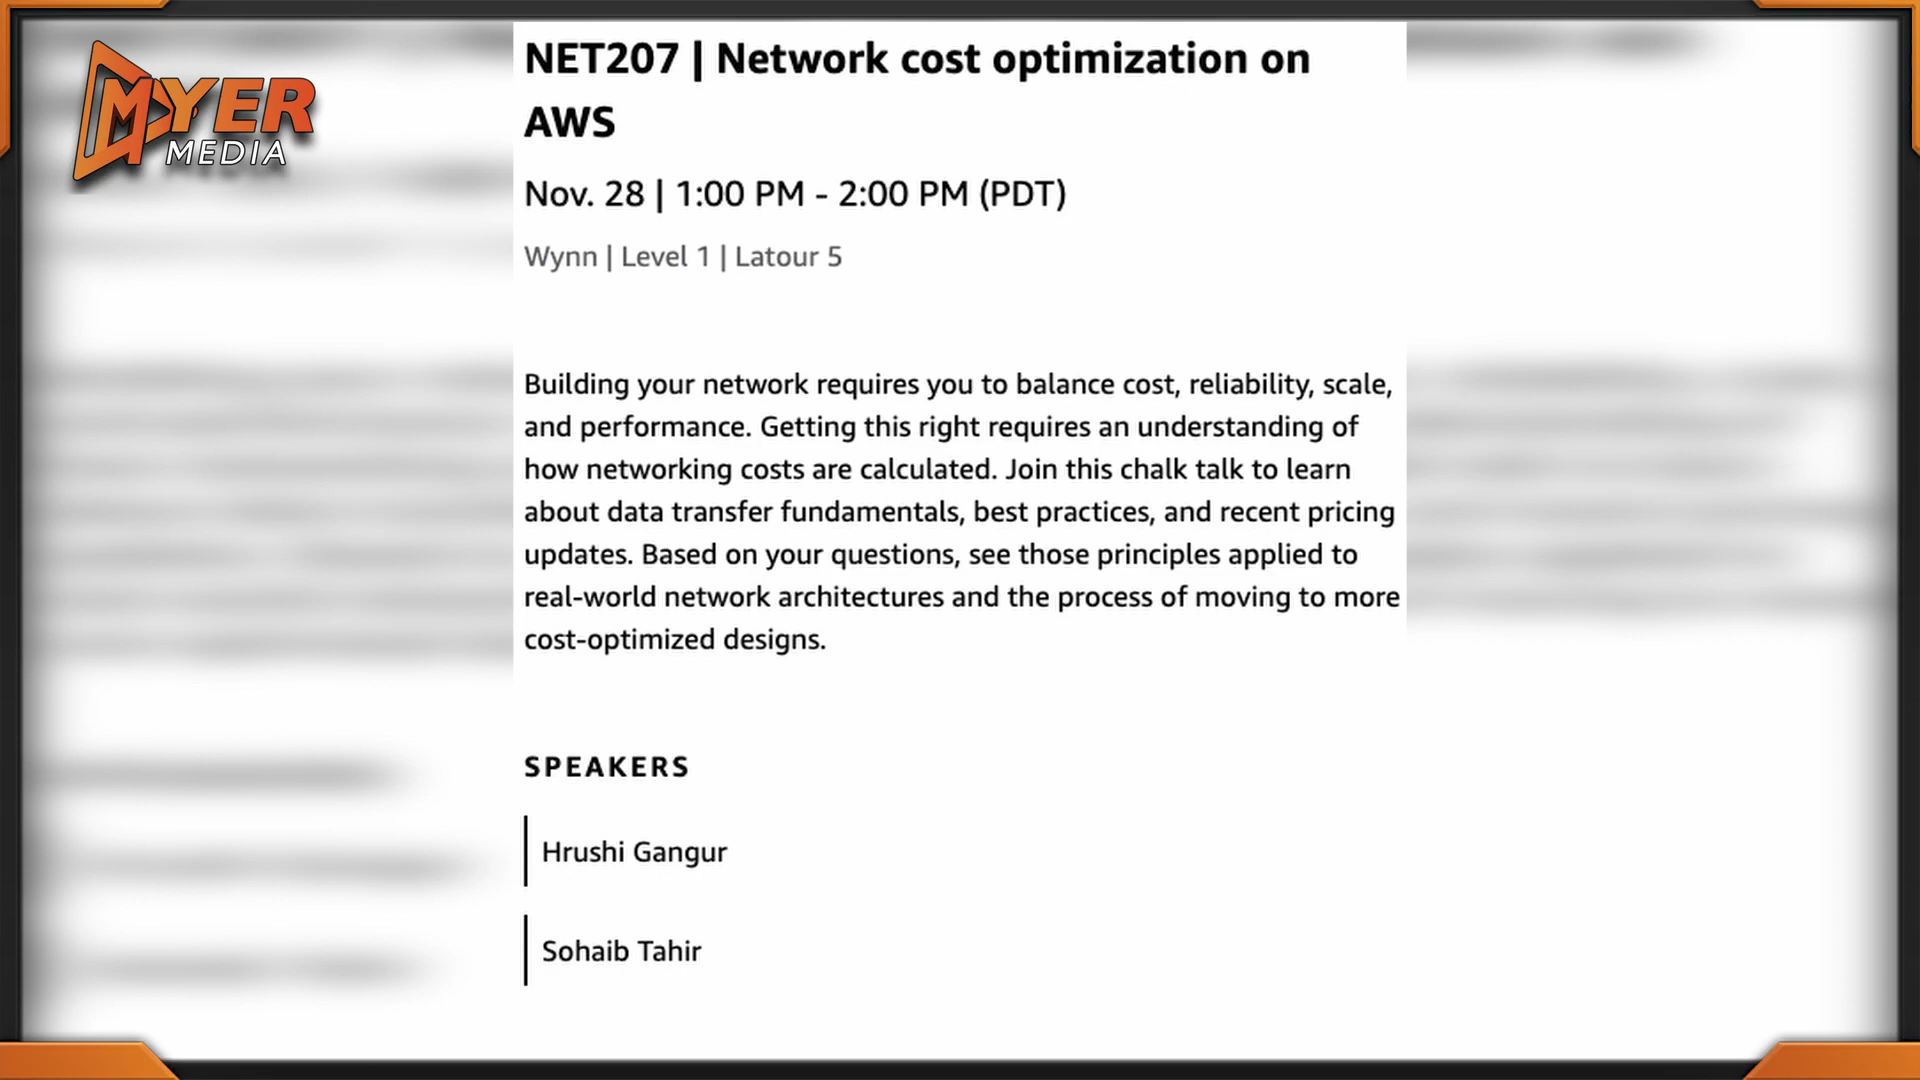 MYER
MEDIA
NET207 | Network cost optimization on
AWS
Nov. 28 | 1:00 PM - 2:00 PM (PDT)
Wynn | Level 1 | Latour 5
Building your network requires you to balance cost, reliability, scale,
and performance. Getting this right requires an understanding of
how networking costs are calculated. Join this chalk talk to learn
about data transfer fundamentals, best practices, and recent pricing
updates. Based on your questions, see those principles applied to
real-world network architectures and the process of moving to more
cost-optimized designs.
SPEAKERS
Hrushi Gangur
Sohaib Tahir